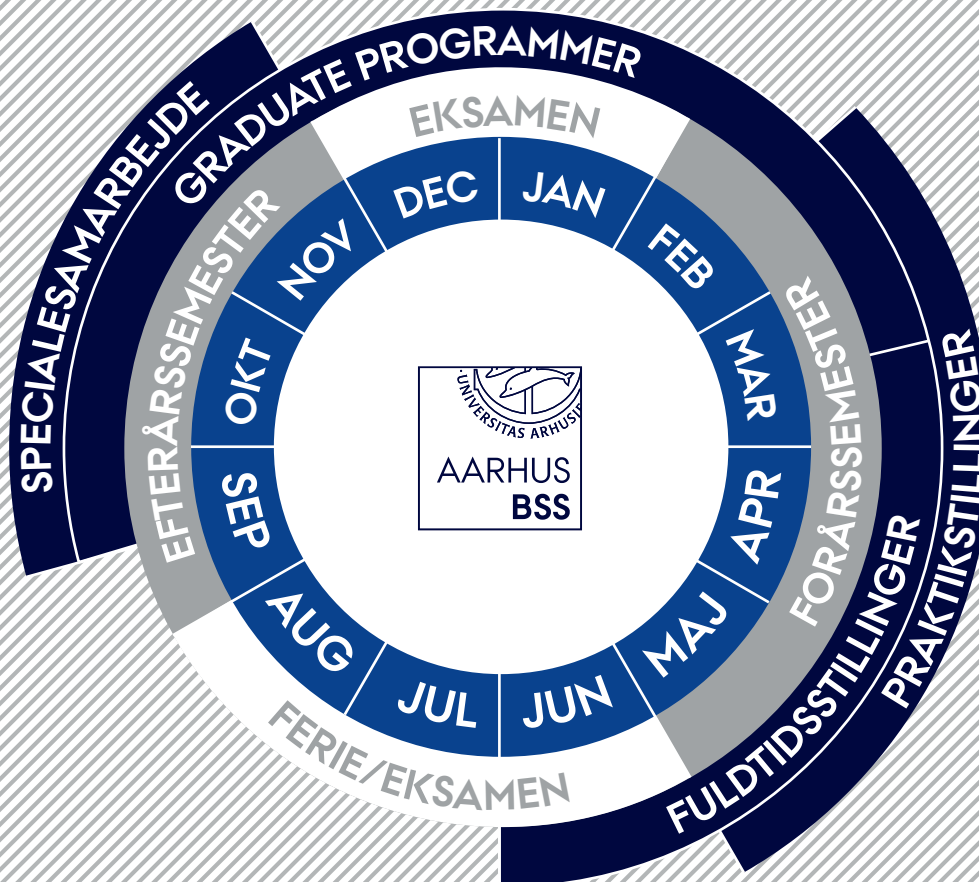 SPECIALESAMARBEJDE
GRADUATE PROGRAMMER
EKSAMEN
EFTERÅRSSEMESTER
FORÅRSSEMESTER
FERIE/EKSAMEN
FULDTIDSSTILLINGER
PRAKTIKSTILLINGER
JAN
FEB
MAR
APR
MAJ
JUN
JUL
AUG
SEP
OKT
NOV
DEC
·UNIVERSITAS ARHUSIE
AARHUS
BSS